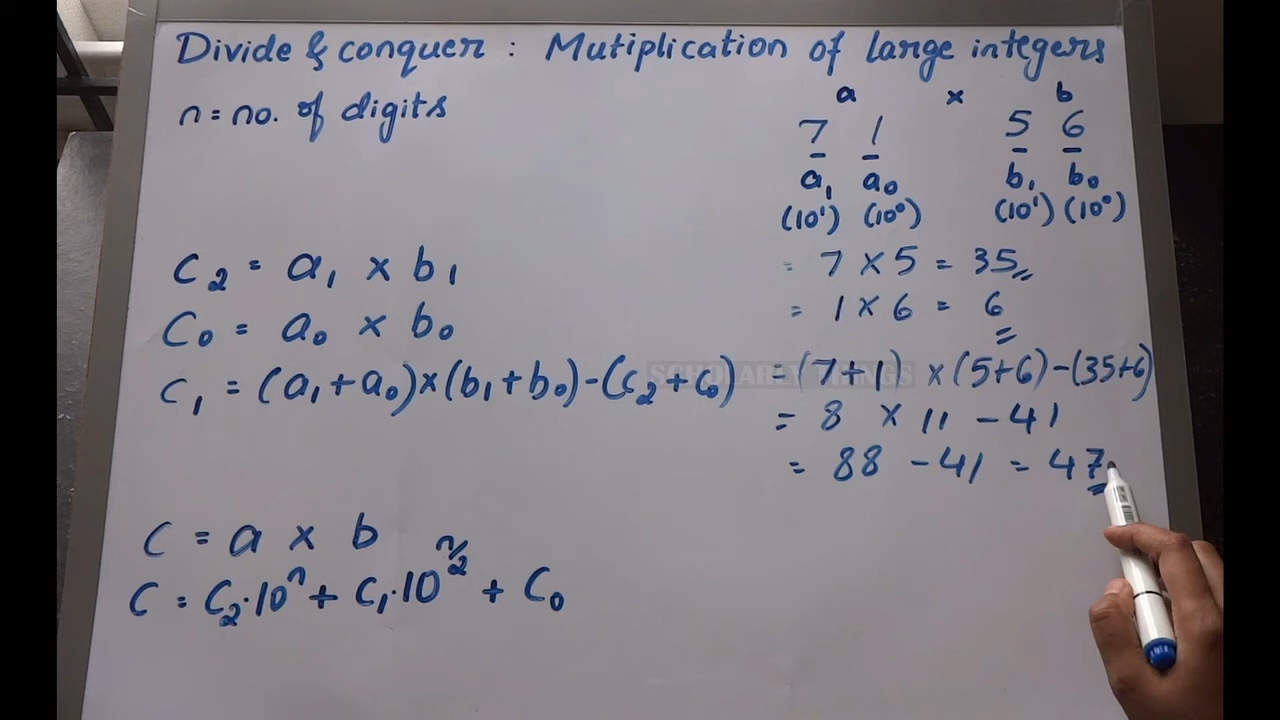 Divide & conquer : Mutiplication of large integers
n = no. of digits
a × b
7 1 5 6
a₁ a₀ b₁ b₀
(10¹) (10⁰) (10¹) (10⁰)
C₂ = a₁ × b₁ = 7 × 5 = 35
C₀ = a₀ × b₀ = 1 × 6 = 6
C₁ = (a₁+a₀)×(b₁+b₀)-(C₂+C₀) = (7+1) ×(5+6)-(35+6)
SCHOLARLY THINGS
= 8 × 11 - 41
= 88 - 41 = 47
C = a × b
C = C₂·10ⁿ + C₁·10^(n/2) + C₀